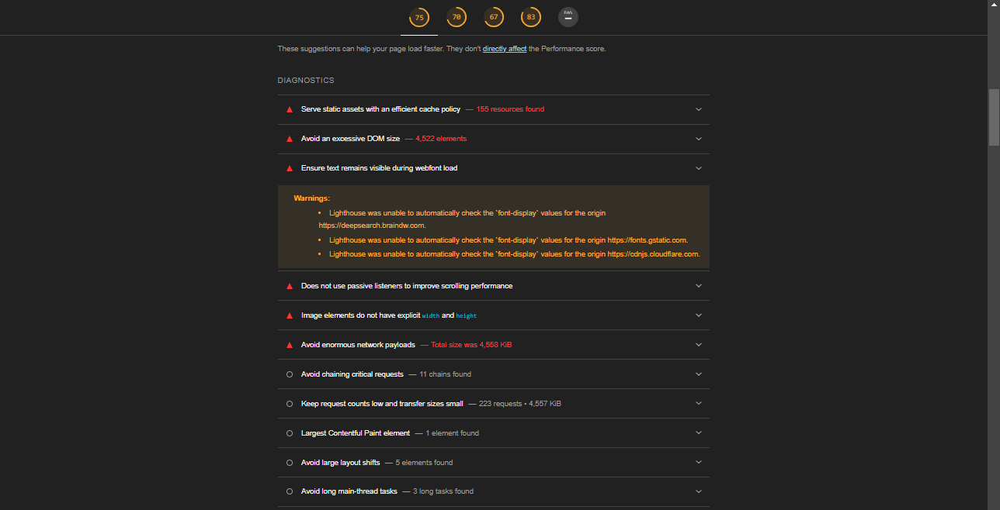 75 70 67 83 PWA
These suggestions can help your page load faster. They don't directly affect the Performance score.
DIAGNOSTICS
Serve static assets with an efficient cache policy — 155 resources found
Avoid an excessive DOM size — 4,522 elements
Ensure text remains visible during webfont load
Warnings:
• Lighthouse was unable to automatically check the `font-display` values for the origin
https://deepsearch.braindw.com.
• Lighthouse was unable to automatically check the `font-display` values for the origin https://fonts.gstatic.com.
• Lighthouse was unable to automatically check the `font-display` values for the origin https://cdnjs.cloudflare.com.
Does not use passive listeners to improve scrolling performance
Image elements do not have explicit width and height
Avoid enormous network payloads — Total size was 4,558 KiB
Avoid chaining critical requests — 11 chains found
Keep request counts low and transfer sizes small — 223 requests • 4,557 KiB
Largest Contentful Paint element — 1 element found
Avoid large layout shifts — 5 elements found
Avoid long main-thread tasks — 3 long tasks found